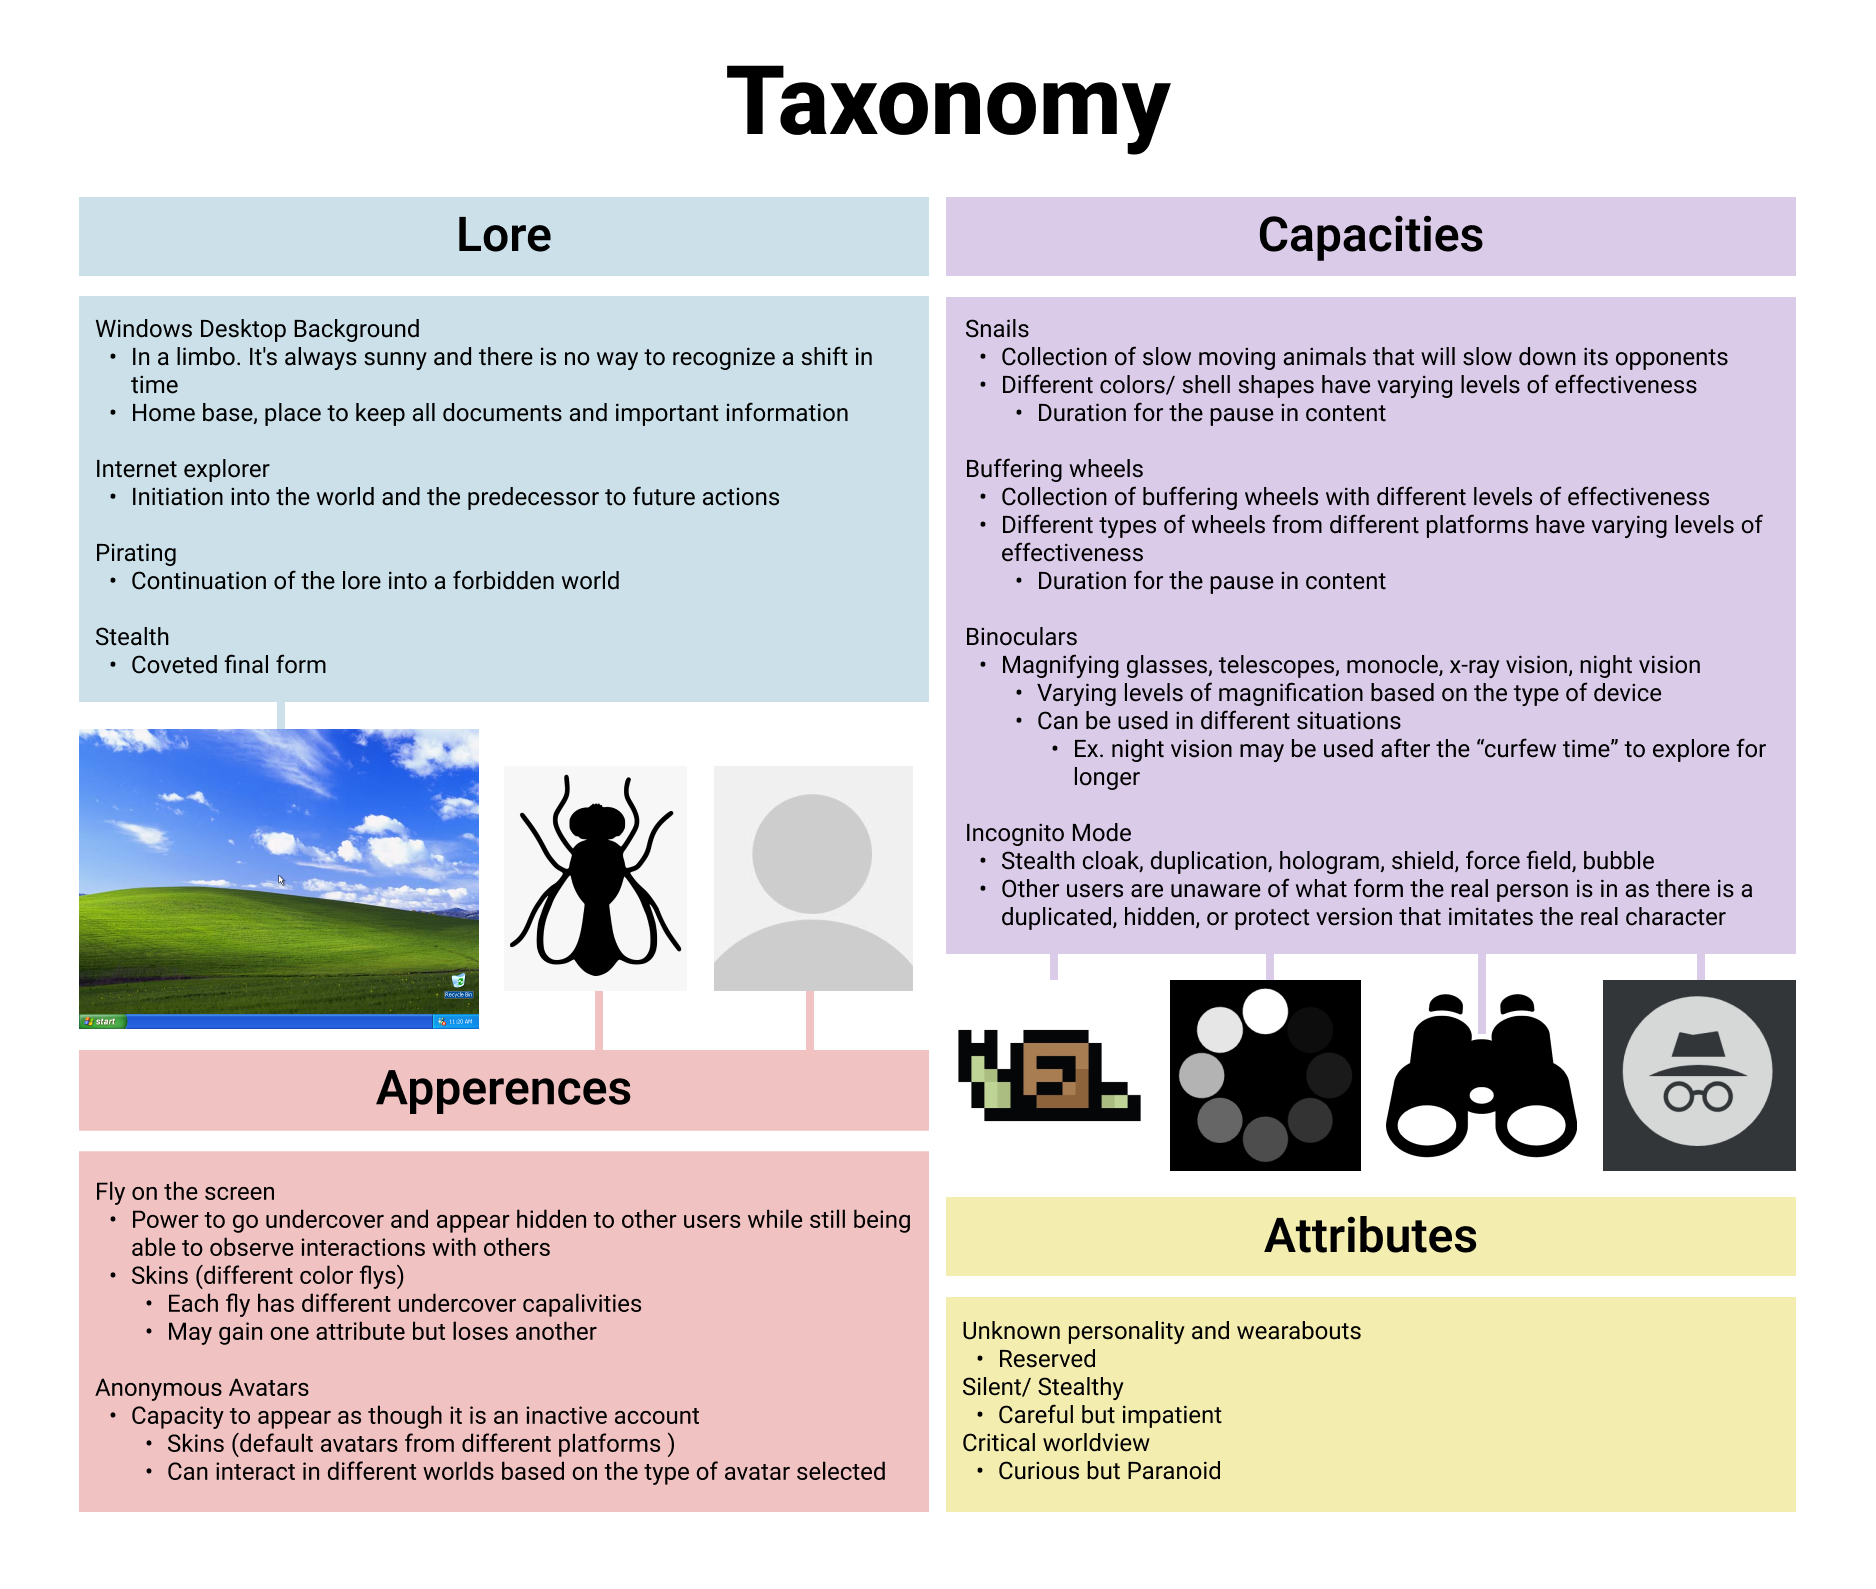 Taxonomy
Lore
Windows Desktop Background
• In a limbo. It's always sunny and there is no way to recognize a shift in
time
• Home base, place to keep all documents and important information
Internet explorer
• Initiation into the world and the predecessor to future actions
Pirating
• Continuation of the lore into a forbidden world
Stealth
• Coveted final form
Recycle Bin
start
11:20 AM
Apperences
Fly on the screen
• Power to go undercover and appear hidden to other users while still being
able to observe interactions with others
• Skins (different color flys)
• Each fly has different undercover capalivities
• May gain one attribute but loses another
Anonymous Avatars
• Capacity to appear as though it is an inactive account
• Skins (default avatars from different platforms )
• Can interact in different worlds based on the type of avatar selected
Capacities
Snails
• Collection of slow moving animals that will slow down its opponents
• Different colors/ shell shapes have varying levels of effectiveness
• Duration for the pause in content
Buffering wheels
• Collection of buffering wheels with different levels of effectiveness
• Different types of wheels from different platforms have varying levels of
effectiveness
• Duration for the pause in content
Binoculars
• Magnifying glasses, telescopes, monocle, x-ray vision, night vision
• Varying levels of magnification based on the type of device
• Can be used in different situations
• Ex. night vision may be used after the “curfew time” to explore for
longer
Incognito Mode
• Stealth cloak, duplication, hologram, shield, force field, bubble
• Other users are unaware of what form the real person is in as there is a
duplicated, hidden, or protect version that imitates the real character
Attributes
Unknown personality and wearabouts
• Reserved
Silent/ Stealthy
• Careful but impatient
Critical worldview
• Curious but Paranoid